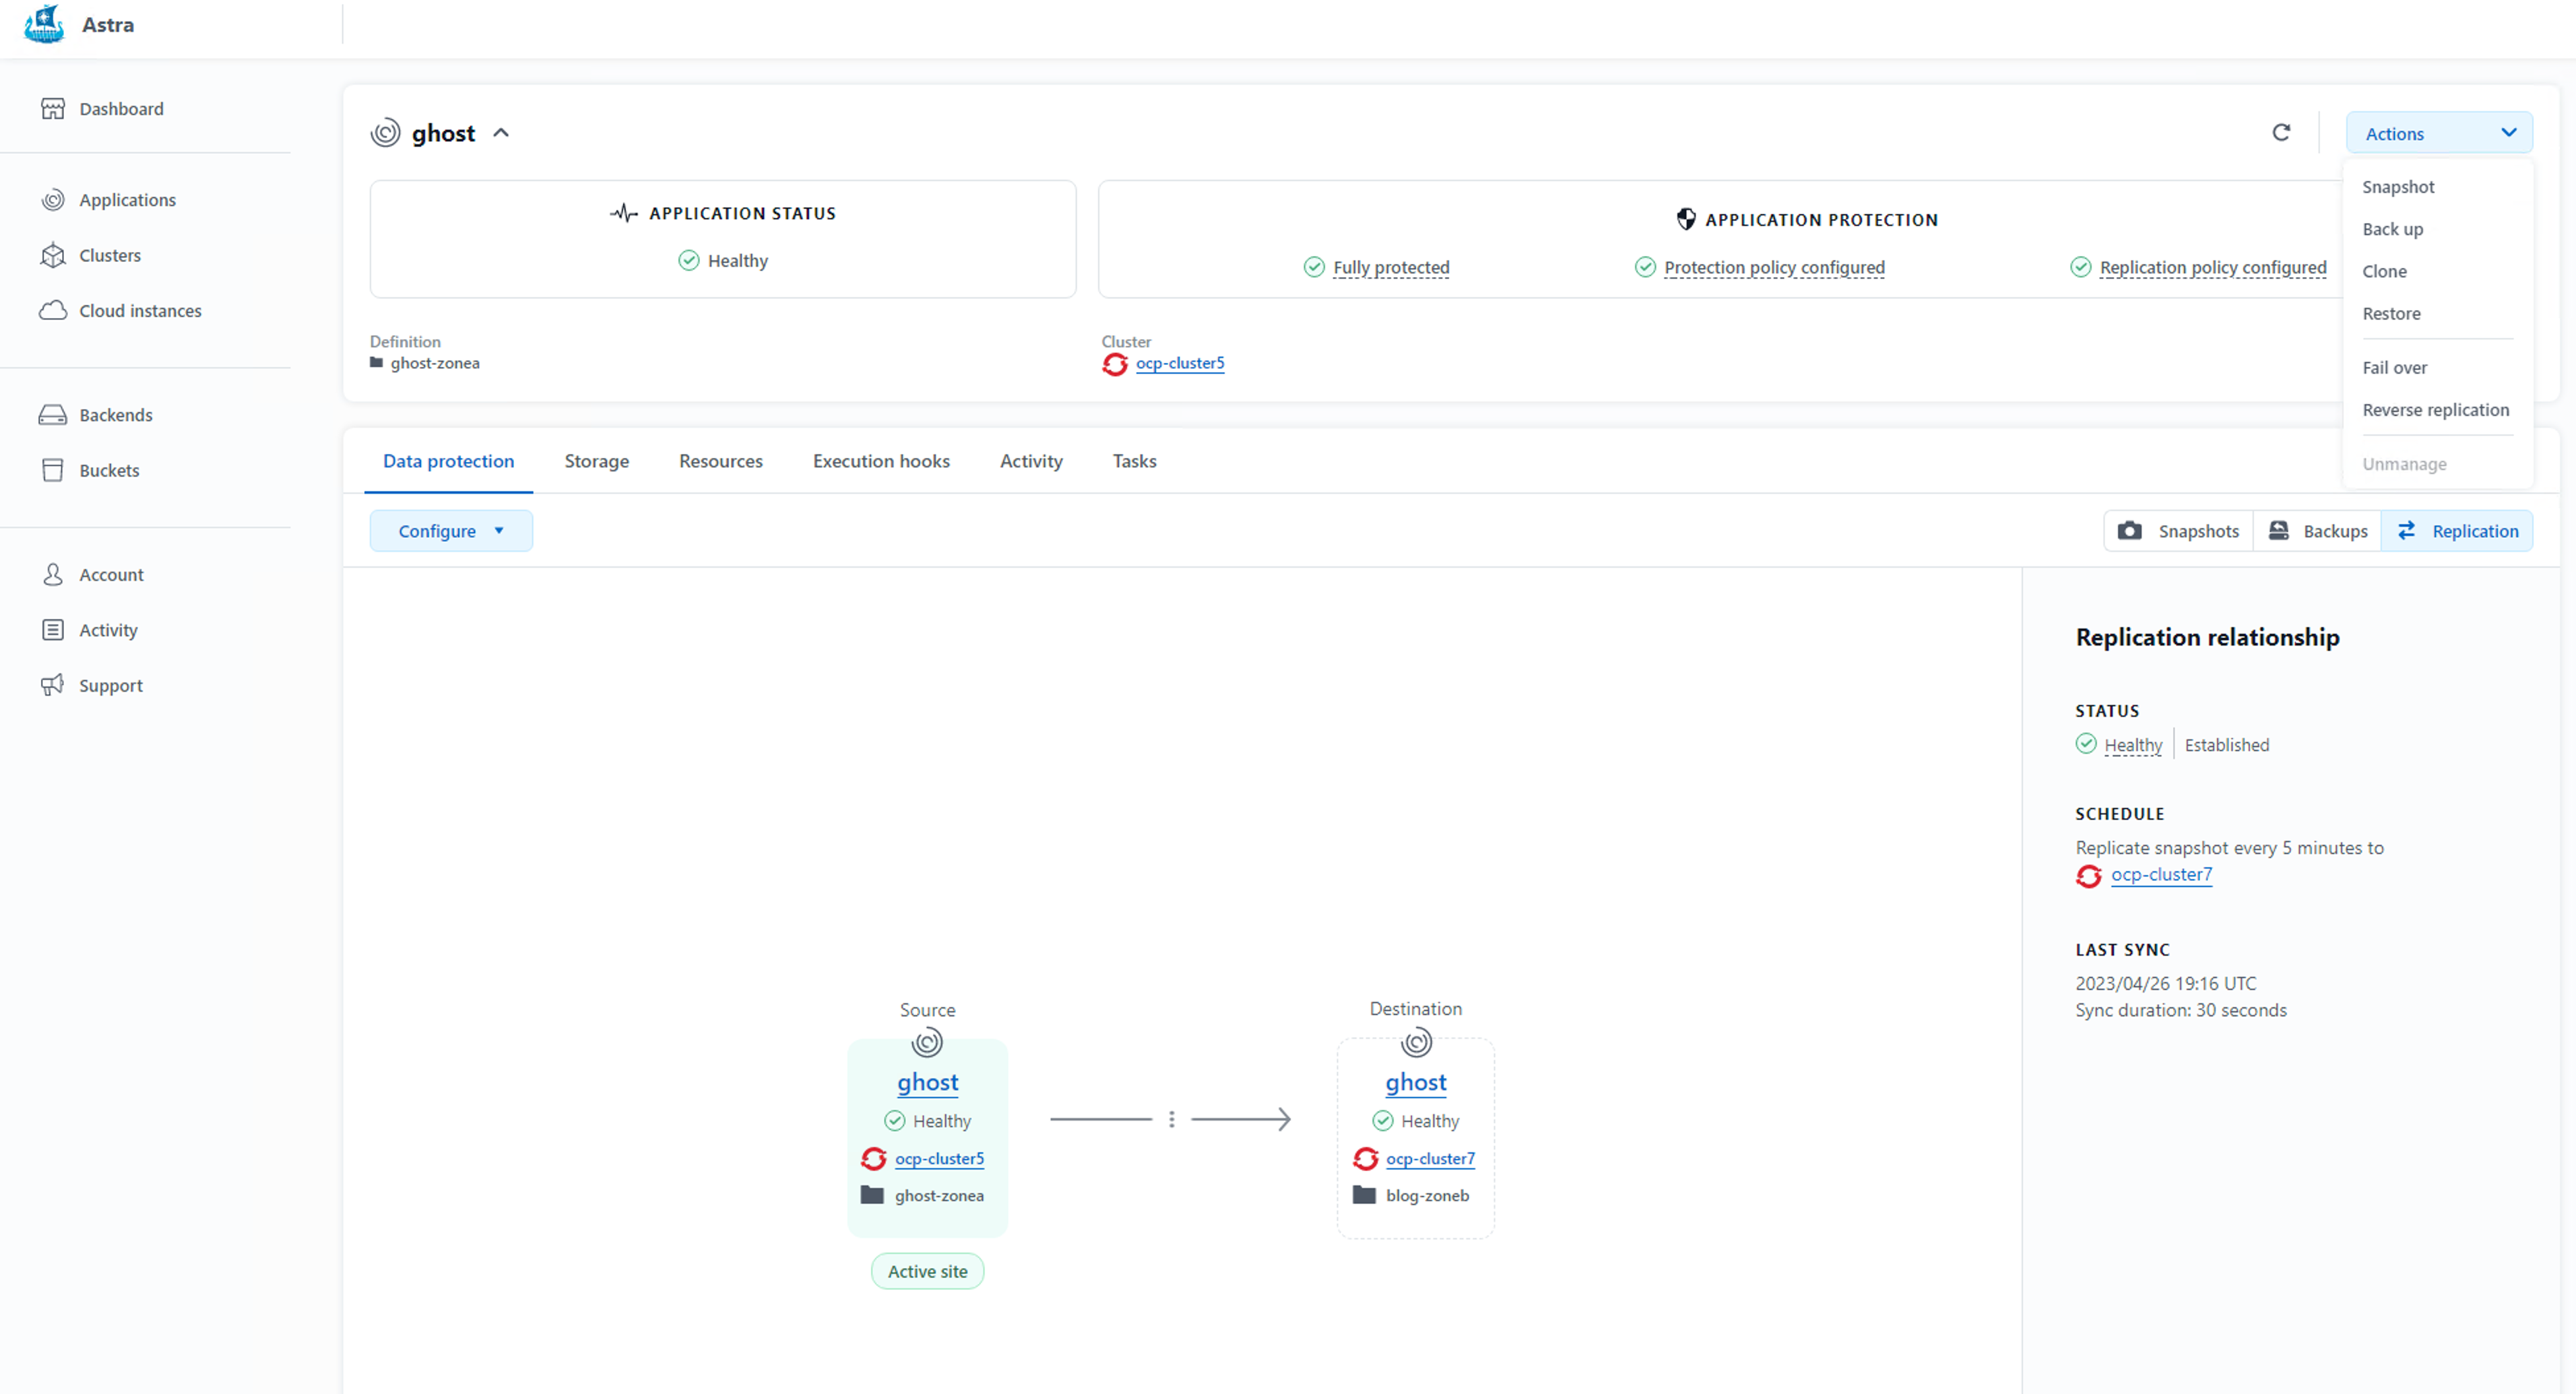 Astra
Dashboard
Applications
Clusters
Cloud instances
Backends
Buckets
Account
Activity
Support
ghost
Actions
Snapshot
Back up
Clone
Restore
Fail over
Reverse replication
Unmanage
APPLICATION STATUS
Healthy
APPLICATION PROTECTION
Fully protected
Protection policy configured
Replication policy configured
Definition
ghost-zonea
Cluster
ocp-cluster5
Data protection
Storage
Resources
Execution hooks
Activity
Tasks
Configure
Snapshots
Backups
Replication
Source
ghost
Healthy
ocp-cluster5
ghost-zonea
Active site
Destination
ghost
Healthy
ocp-cluster7
blog-zoneb
Replication relationship
STATUS
Healthy Established
SCHEDULE
Replicate snapshot every 5 minutes to
ocp-cluster7
LAST SYNC
2023/04/26 19:16 UTC
Sync duration: 30 seconds